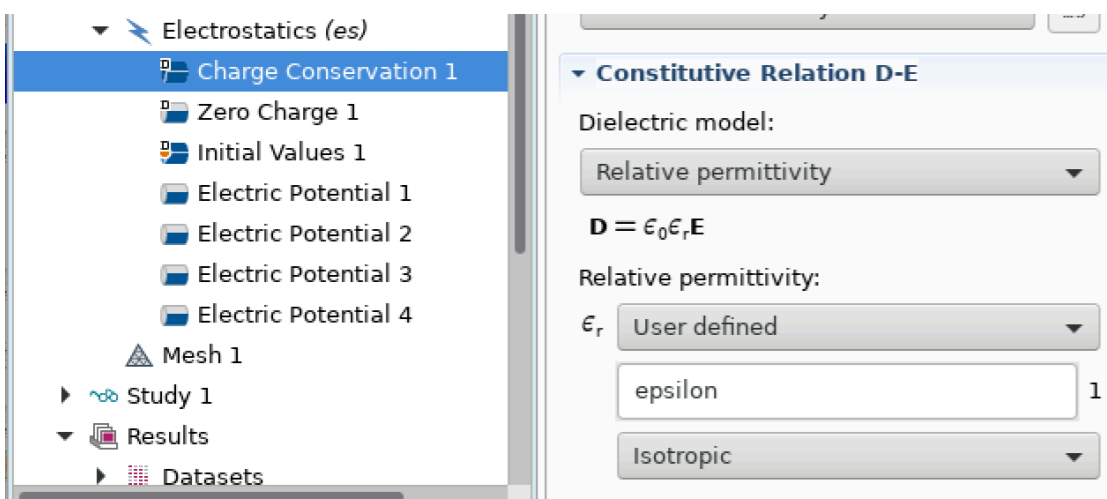 Electrostatics (es)
Charge Conservation 1
Zero Charge 1
Initial Values 1
Electric Potential 1
Electric Potential 2
Electric Potential 3
Electric Potential 4
Mesh 1
Study 1
Results
Datasets
Constitutive Relation D-E
Dielectric model:
Relative permittivity
D = ϵ₀ϵᵣE
Relative permittivity:
ϵᵣ User defined
epsilon 1
Isotropic